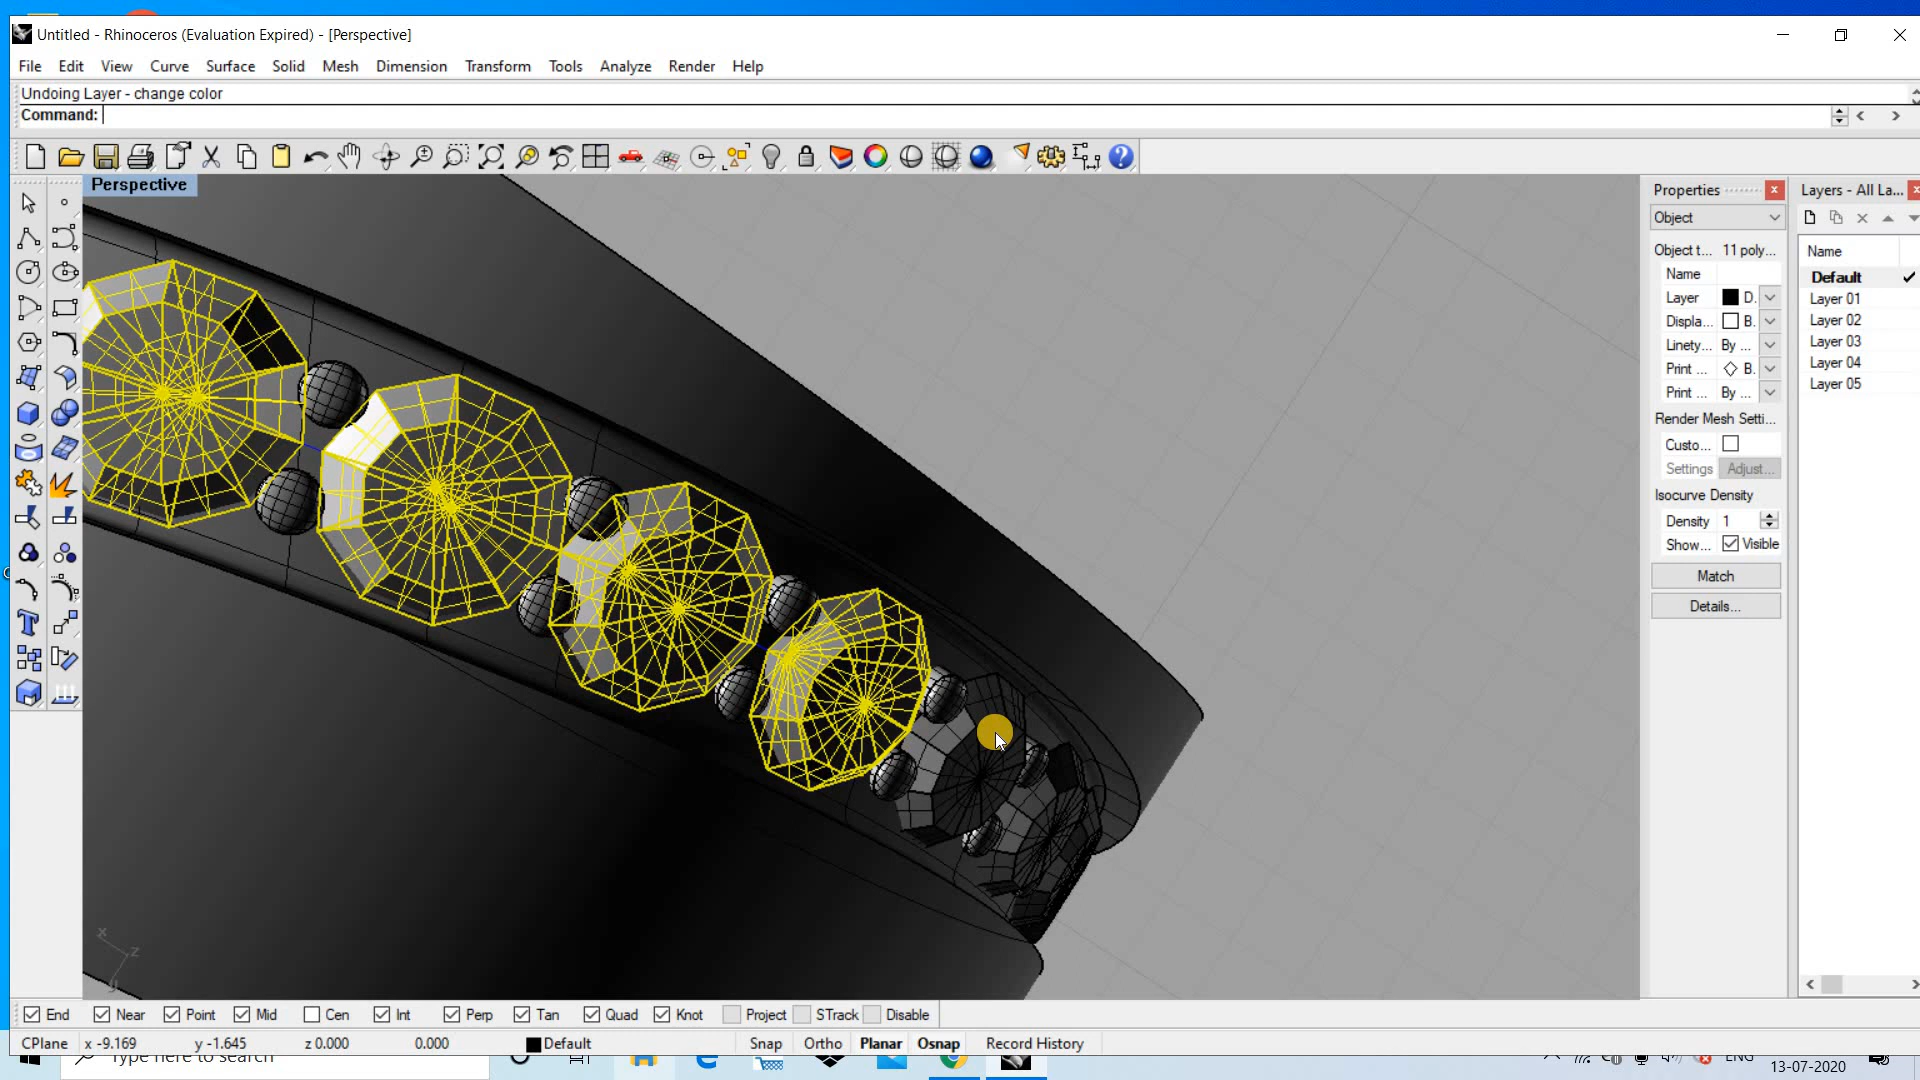 Untitled - Rhinoceros (Evaluation Expired) - [Perspective]
File Edit View Curve Surface Solid Mesh Dimension Transform Tools Analyze Render Help
Undoing Layer - change color
Command:
Perspective
Properties
Object
Object t... 11 poly...
Name
Layer D.
Displa... B.
Linety... By ...
Print ... B.
Print ... By ...
Render Mesh Setti...
Custo...
Settings Adjust...
Isocurve Density
Density 1
Show... Visible
Match
Details...
Layers - All La...
Name
Default
Layer 01
Layer 02
Layer 03
Layer 04
Layer 05
x
z
y
End Near Point Mid Cen Int Perp Tan Quad Knot Project STrack Disable
CPlane x -9.169 y -1.645 z 0.000 0.000 Default Snap Ortho Planar Osnap Record History
Type here to search
ENG
13-07-2020